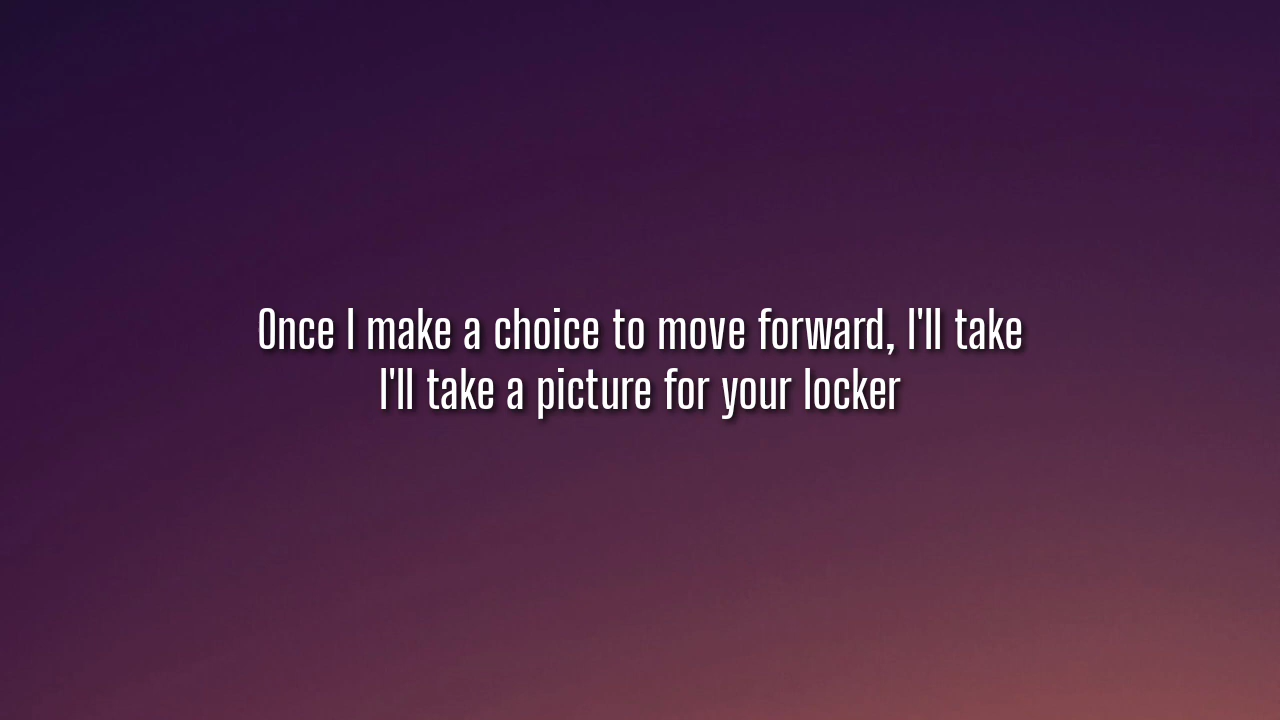 Once I make a choice to move forward, I'll take
I'll take a picture for your locker